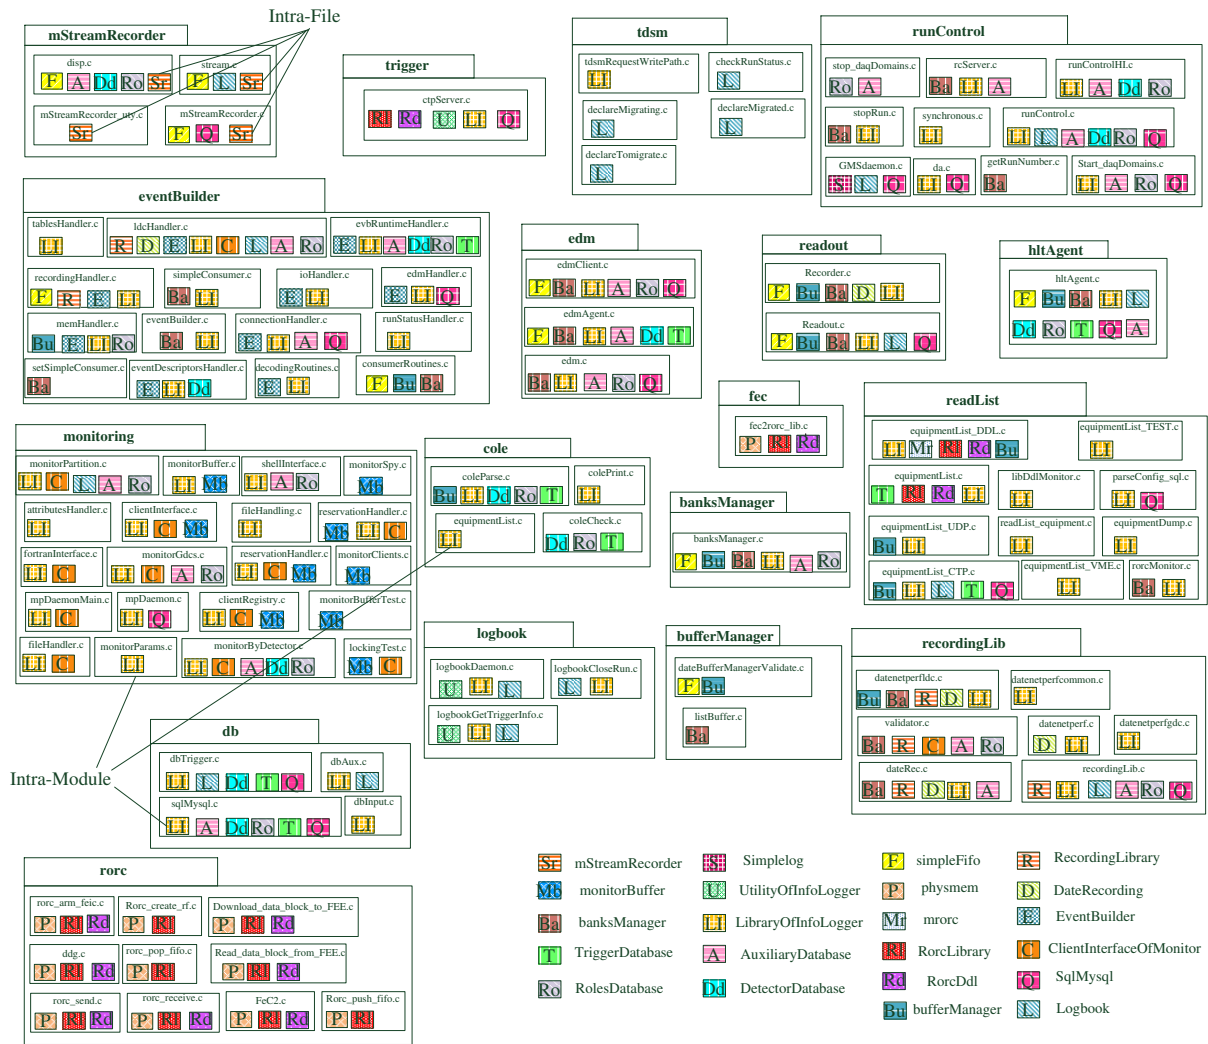 Intra-File
mStreamRecorder
disp.c
F A Dd Ro Sr
stream.c
F L Sr
mStreamRecorder_uty.c
Sr
mStreamRecorder.c
F Q Sr
trigger
ctpServer.c
Rl Rd U LI Q
tdsm
tdsmRequestWritePath.c
LI
checkRunStatus.c
L
declareMigrating.c
L
declareMigrated.c
L
declareTomigrate.c
L
runControl
stop_daqDomains.c
Ro A
rcServer.c
Ba LI A
runControlHI.c
LI A Dd Ro
stopRun.c
Ba LI
synchronous.c
LI
runControl.c
LI L A Dd Ro Q
GMSdaemon.c
S L Q
da.c
LI Q
getRunNumber.c
Ba
Start_daqDomains.c
LI A Ro Q
eventBuilder
tablesHandler.c
LI
ldcHandler.c
R D E LI C L A Ro
evbRuntimeHandler.c
E LI A Dd Ro T
recordingHandler.c
F R E LI
simpleConsumer.c
Ba LI
ioHandler.c
E LI
edmHandler.c
E LI Q
memHandler.c
Bu E LI Ro
eventBuilder.c
Ba LI
connectionHandler.c
E LI A Q
runStatusHandler.c
LI
setSimpleConsumer.c
Ba
eventDescriptorsHandler.c
E LI Dd
decodingRoutines.c
E LI
consumerRoutines.c
F Bu Ba
edm
edmClient.c
F Ba LI A Ro Q
edmAgent.c
F Ba LI A Dd T
edm.c
Ba LI A Ro Q
readout
Recorder.c
F Bu Ba D LI
Readout.c
F Bu Ba LI L Q
hltAgent
hltAgent.c
F Bu Ba LI L
Dd Ro T Q A
fec
fec2rorc_lib.c
P Rl Rd
readList
equipmentList_DDL.c
LI Mr Rl Rd Bu
equipmentList_TEST.c
LI
equipmentList.c
T Rl Rd LI
libDdlMonitor.c
LI
parseConfig_sql.c
LI Q
equipmentList_UDP.c
Bu LI
readList_equipment.c
LI
equipmentDump.c
LI
equipmentList_CTP.c
Bu LI L T Q
equipmentList_VME.c
LI
rorcMonitor.c
Ba LI
monitoring
monitorPartition.c
LI C L A Ro
monitorBuffer.c
LI Mb
shellInterface.c
LI A Ro
monitorSpy.c
Mb
attributesHandler.c
LI
clientInterface.c
LI C Mb
fileHandling.c
LI
reservationHandler.c
Mb LI C
fortranInterface.c
LI C
monitorGdcs.c
LI C A Ro
reservationHandler.c
LI C Mb
monitorClients.c
Mb
mpDaemonMain.c
LI C
mpDaemon.c
LI Q
clientRegistry.c
LI C Mb
monitorBufferTest.c
Mb
fileHandler.c
LI C
monitorParams.c
LI
monitorByDetector.c
LI C A Dd Ro
lockingTest.c
Mb C
cole
coleParse.c
Bu LI Dd Ro T
colePrint.c
LI
equipmentList.c
LI
coleCheck.c
Dd Ro T
banksManager
banksManager.c
F Bu Ba LI A Ro
logbook
logbookDaemon.c
U LI L
logbookCloseRun.c
L LI
logbookGetTriggerInfo.c
U LI L
bufferManager
dateBufferManagerValidate.c
F Bu
listBuffer.c
Ba
recordingLib
datenetperfldc.c
Bu Ba R D LI
datenetperfcommon.c
LI
validator.c
Ba R C A Ro
datenetperf.c
D LI
datenetperfgdc.c
LI
dateRec.c
Ba R D LI A
recordingLib.c
R LI L A Ro Q
Intra-Module
db
dbTrigger.c
LI L Dd T Q
dbAux.c
LI L
sqlMysql.c
LI A Dd Ro T Q
dbInput.c
LI
rorc
rorc_arm_feic.c
P Rl Rd
Rorc_create_rf.c
P Rl
Download_data_block_to_FEE.c
P Rl Rd
ddg.c
P Rl Rd
rorc_pop_fifo.c
P Rl
Read_data_block_from_FEE.c
P Rl Rd
rorc_send.c
P Rl Rd
rorc_receive.c
P Rl Rd
FeC2.c
P Rl Rd
Rorc_push_fifo.c
P Rl
Sr mStreamRecorder
Mb monitorBuffer
Ba banksManager
T TriggerDatabase
Ro RolesDatabase
S Simplelog
U UtilityOfInfoLogger
LI LibraryOfInfoLogger
A AuxiliaryDatabase
Dd DetectorDatabase
F simpleFifo
P physmem
Mr mrorc
Rl RorcLibrary
Rd RorcDdl
Bu bufferManager
R RecordingLibrary
D DateRecording
E EventBuilder
C ClientInterfaceOfMonitor
Q SqlMysql
L Logbook